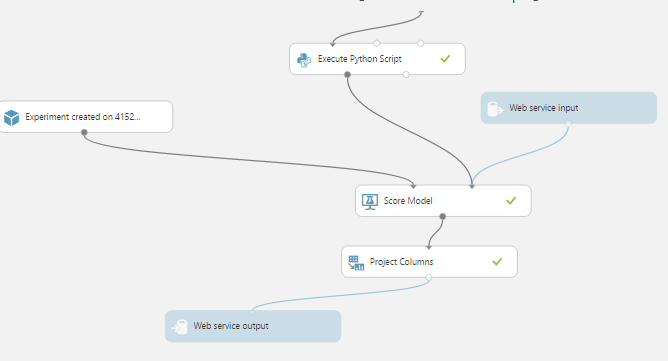 Execute Python Script
Web service input
Experiment created on 4152...
Score Model
Project Columns
Web service output